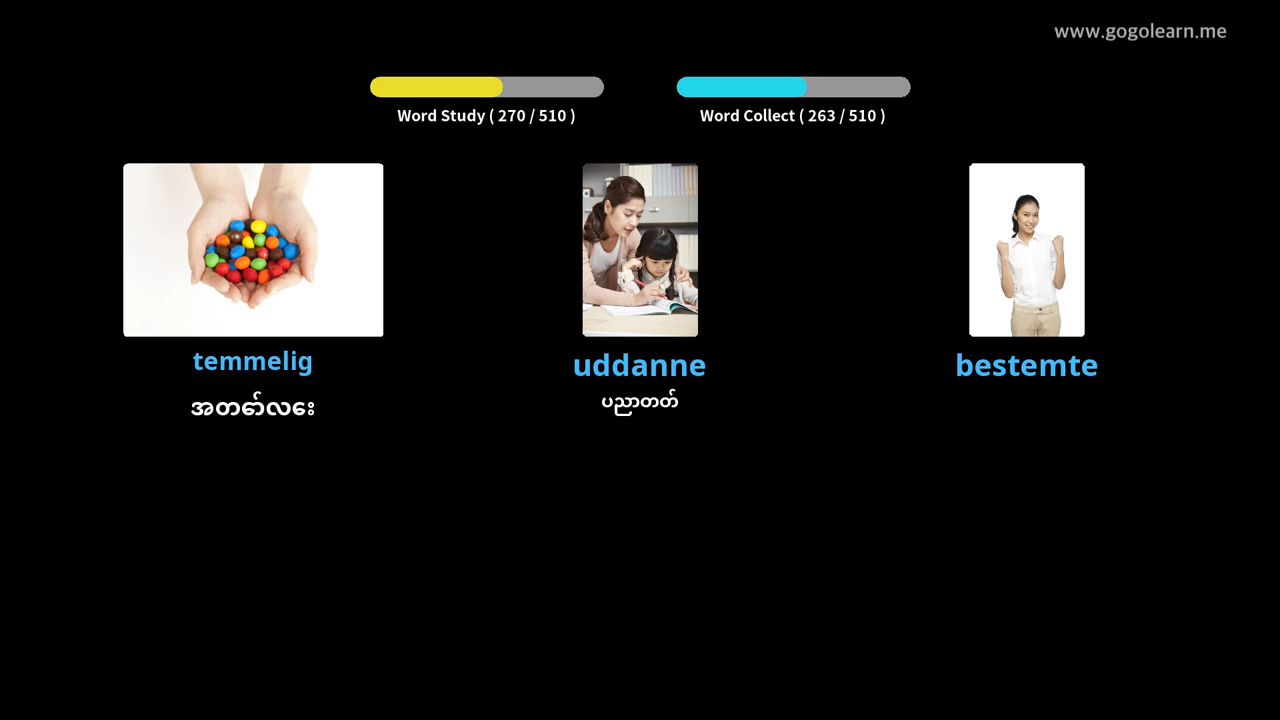 www.gogolearn.me
Word Study ( 270 / 510 )
Word Collect ( 263 / 510 )
temmelig
uddanne
bestemte
အတော်လေး
ပညာတတ်